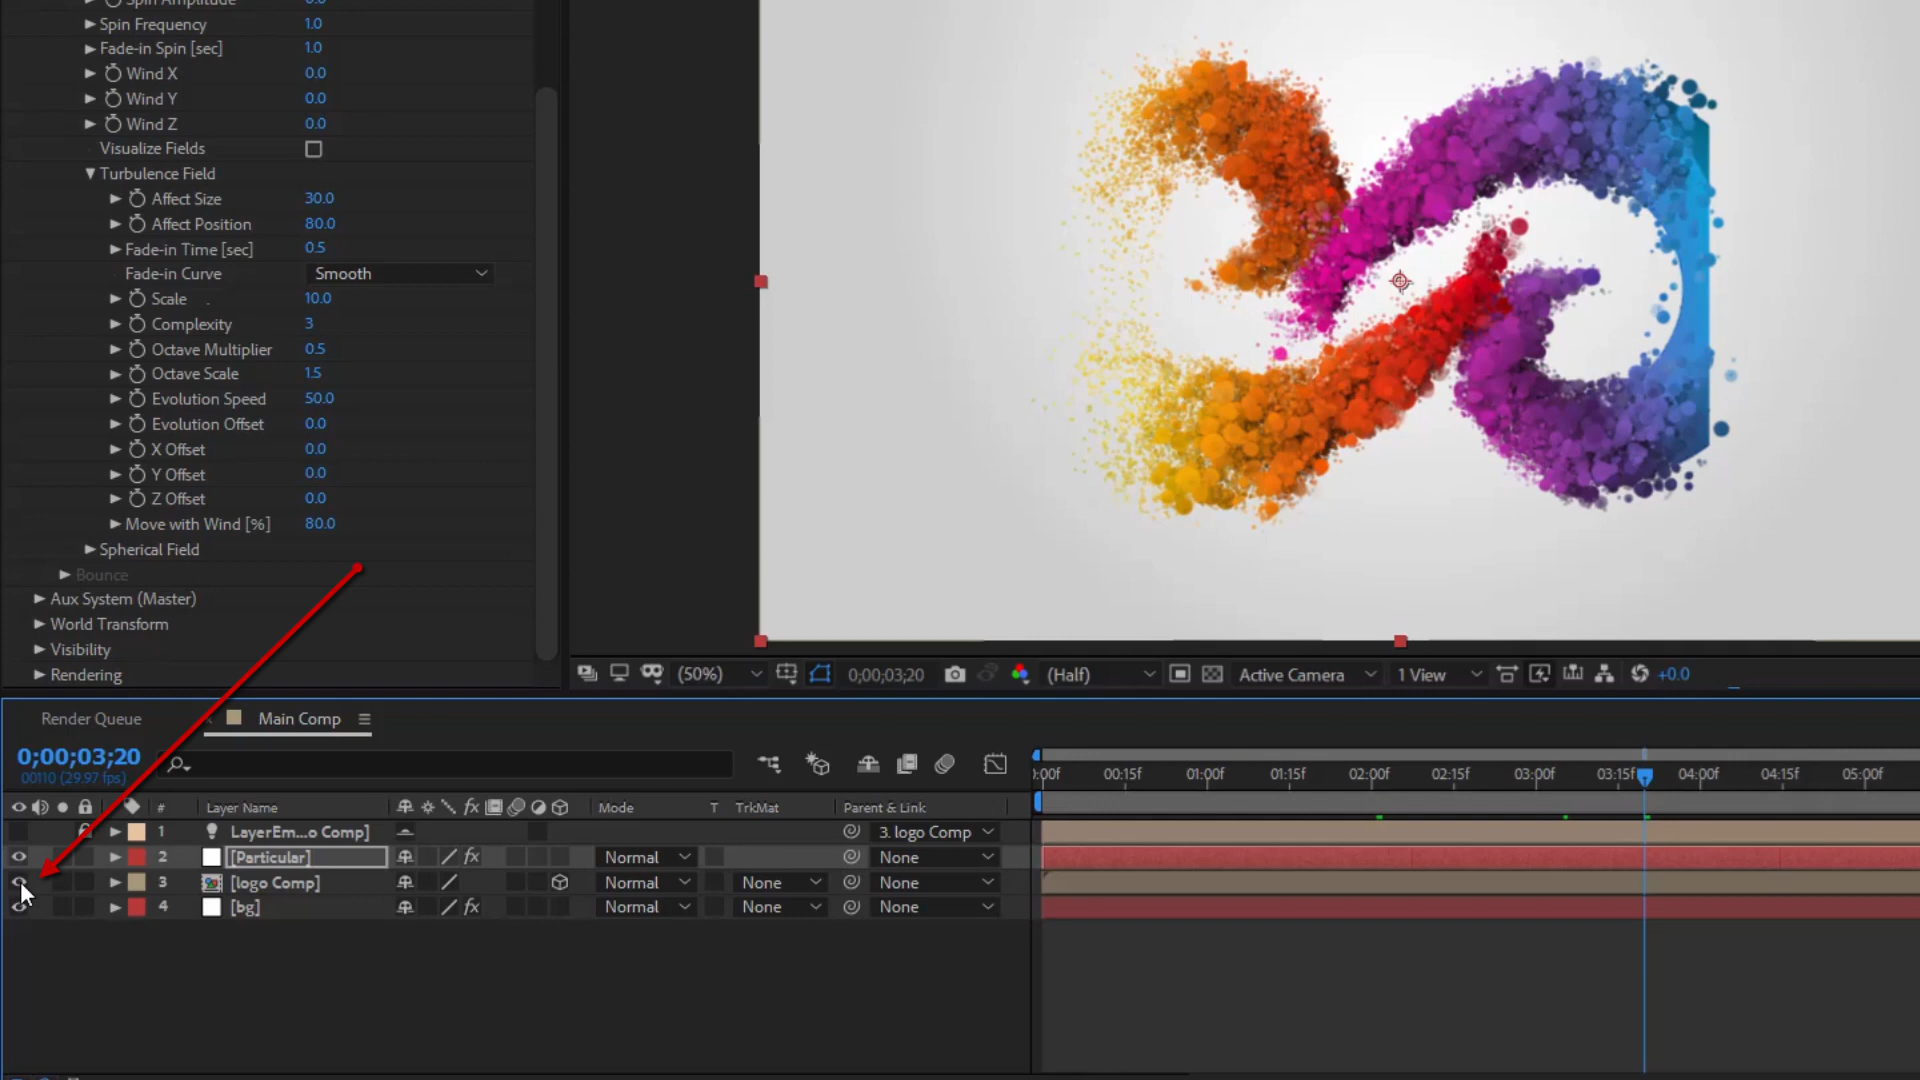 Spin Amplitude 0.0
Spin Frequency 1.0
Fade-in Spin [sec] 1.0
Wind X 0.0
Wind Y 0.0
Wind Z 0.0
Visualize Fields
Turbulence Field
Affect Size 30.0
Affect Position 80.0
Fade-in Time [sec] 0.5
Fade-in Curve Smooth
Scale 10.0
Complexity 3
Octave Multiplier 0.5
Octave Scale 1.5
Evolution Speed 50.0
Evolution Offset 0.0
X Offset 0.0
Y Offset 0.0
Z Offset 0.0
Move with Wind [%] 80.0
Spherical Field
Bounce
Aux System (Master)
World Transform
Visibility
Rendering
(50%) 0;00;03;20 (Half) Active Camera 1 View +0.0
Render Queue Main Comp
0;00;03;20
00110 (29.97 fps)
:00f 00:15f 01:00f 01:15f 02:00f 02:15f 03:00f 03:15f 04:00f 04:15f 05:00f
# Layer Name fx Mode T TrkMat Parent & Link
1 LayerEm...o Comp] 3. logo Comp
2 [Particular] fx Normal None
3 [logo Comp] Normal None None
4 [bg] fx Normal None None